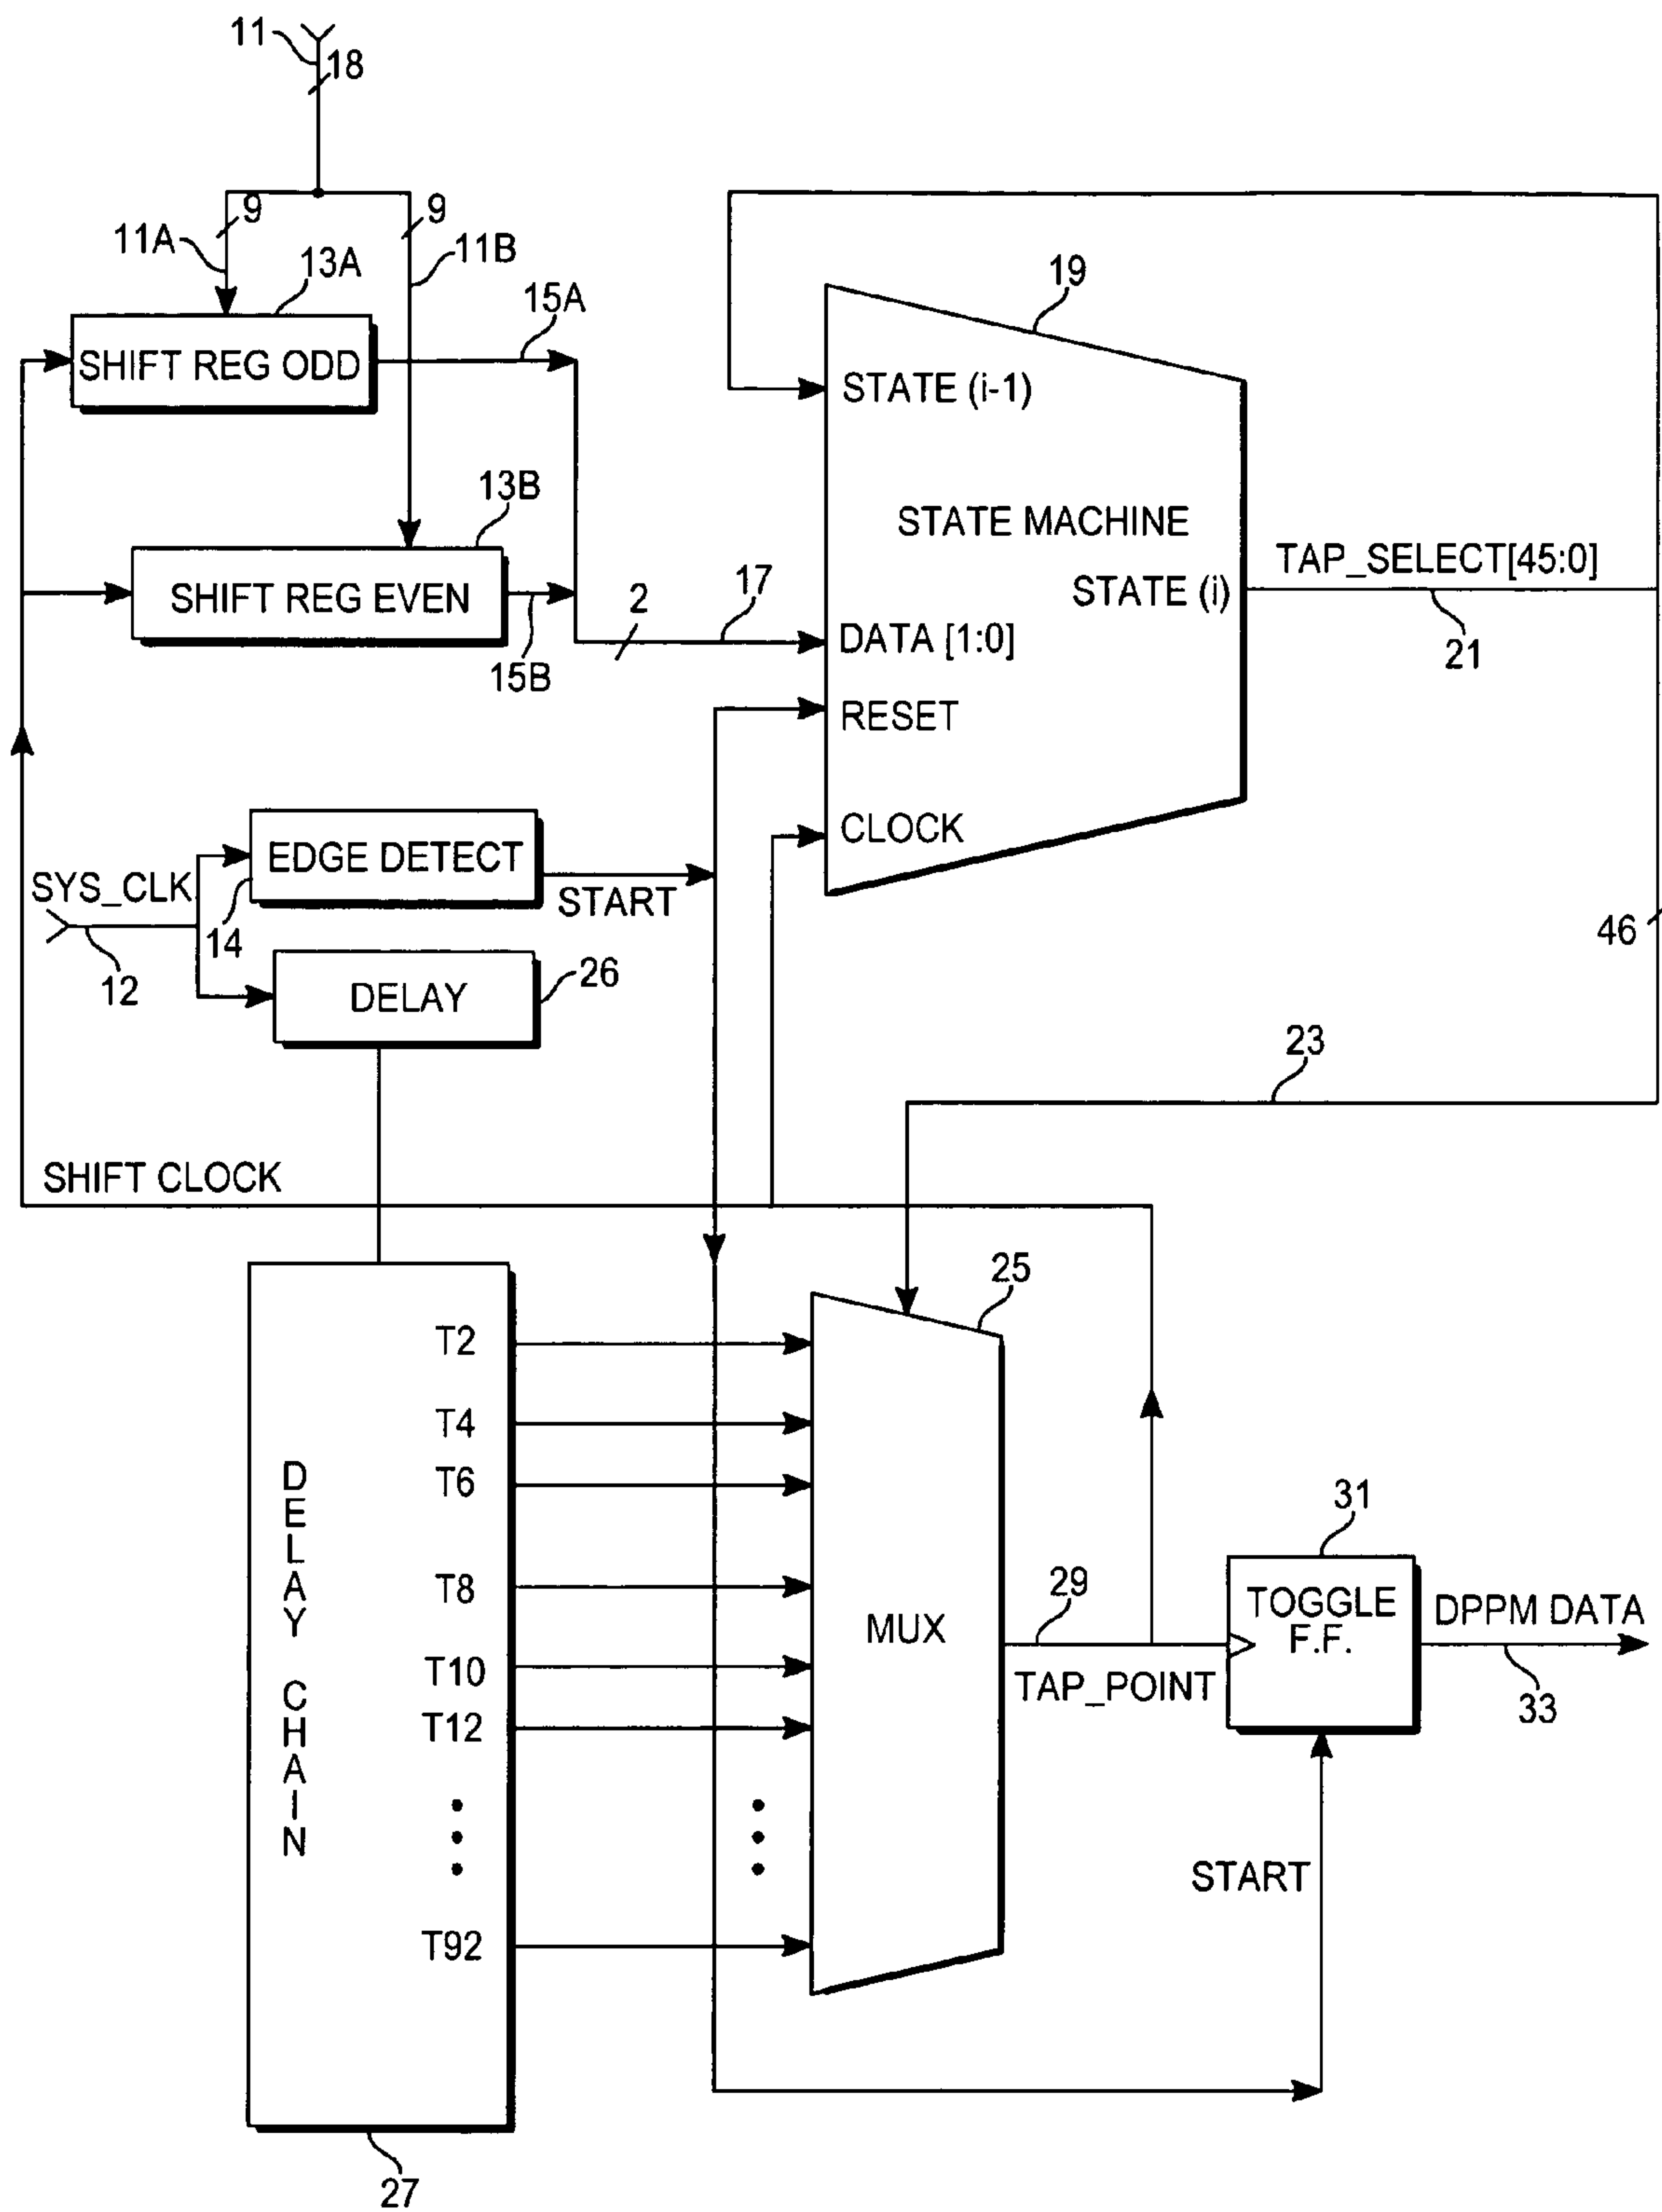 11
18
9
9
11A
13A
11B
15A
19
SHIFT REG ODD
STATE (i-1)
13B
STATE MACHINE
TAP_SELECT[45:0]
SHIFT REG EVEN
2
17
STATE (i)
DATA [1:0]
21
15B
RESET
EDGE DETECT
CLOCK
SYS_CLK
START
14
46
12
DELAY
26
23
SHIFT CLOCK
25
T2
T4
DELAY CHAIN
T6
31
T8
29
TOGGLE
F.F.
DPPM DATA
MUX
T10
TAP_POINT
33
T12
START
T92
27